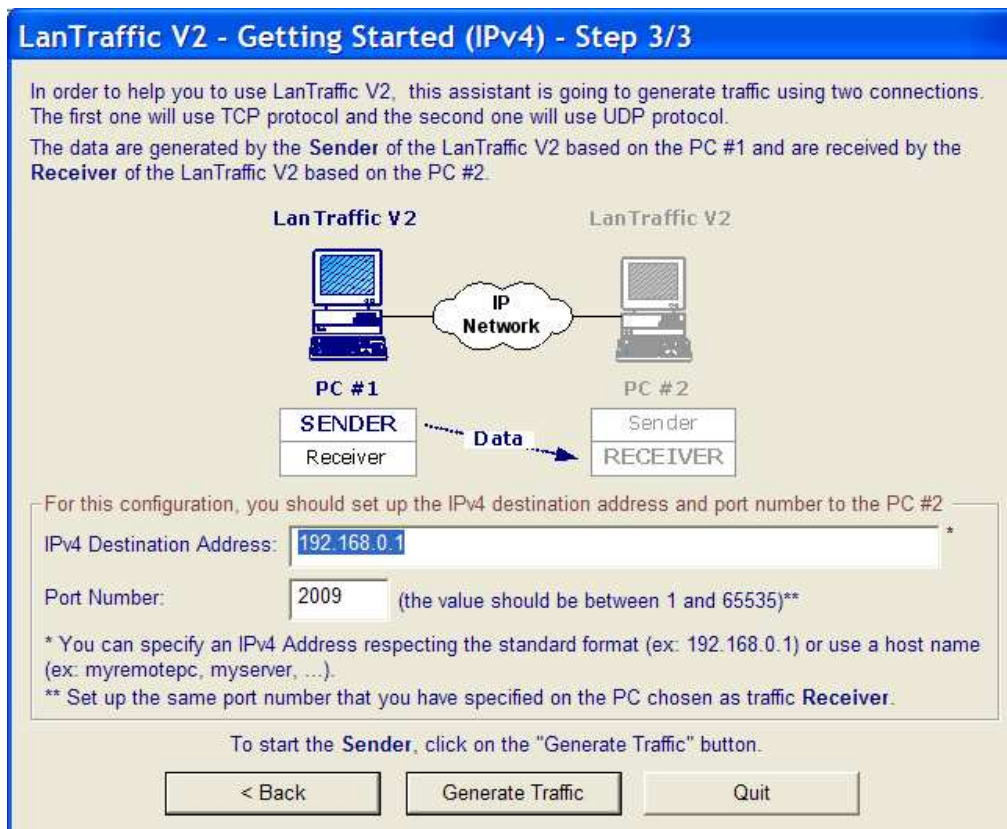 LanTraffic V2 - Getting Started (IPv4) - Step 3/3
In order to help you to use LanTraffic V2, this assistant is going to generate traffic using two connections.
The first one will use TCP protocol and the second one will use UDP protocol.
The data are generated by the Sender of the LanTraffic V2 based on the PC #1 and are received by the
Receiver of the LanTraffic V2 based on the PC #2.
LanTraffic V2
LanTraffic V2
IP
Network
PC #1
PC #2
SENDER
Receiver
Data
Sender
RECEIVER
For this configuration, you should set up the IPv4 destination address and port number to the PC #2
IPv4 Destination Address: 192.168.0.1 *
Port Number: 2009 (the value should be between 1 and 65535)**
* You can specify an IPv4 Address respecting the standard format (ex: 192.168.0.1) or use a host name
(ex: myremotepc, myserver, ...).
** Set up the same port number that you have specified on the PC chosen as traffic Receiver.
To start the Sender, click on the "Generate Traffic" button.
< Back
Generate Traffic
Quit